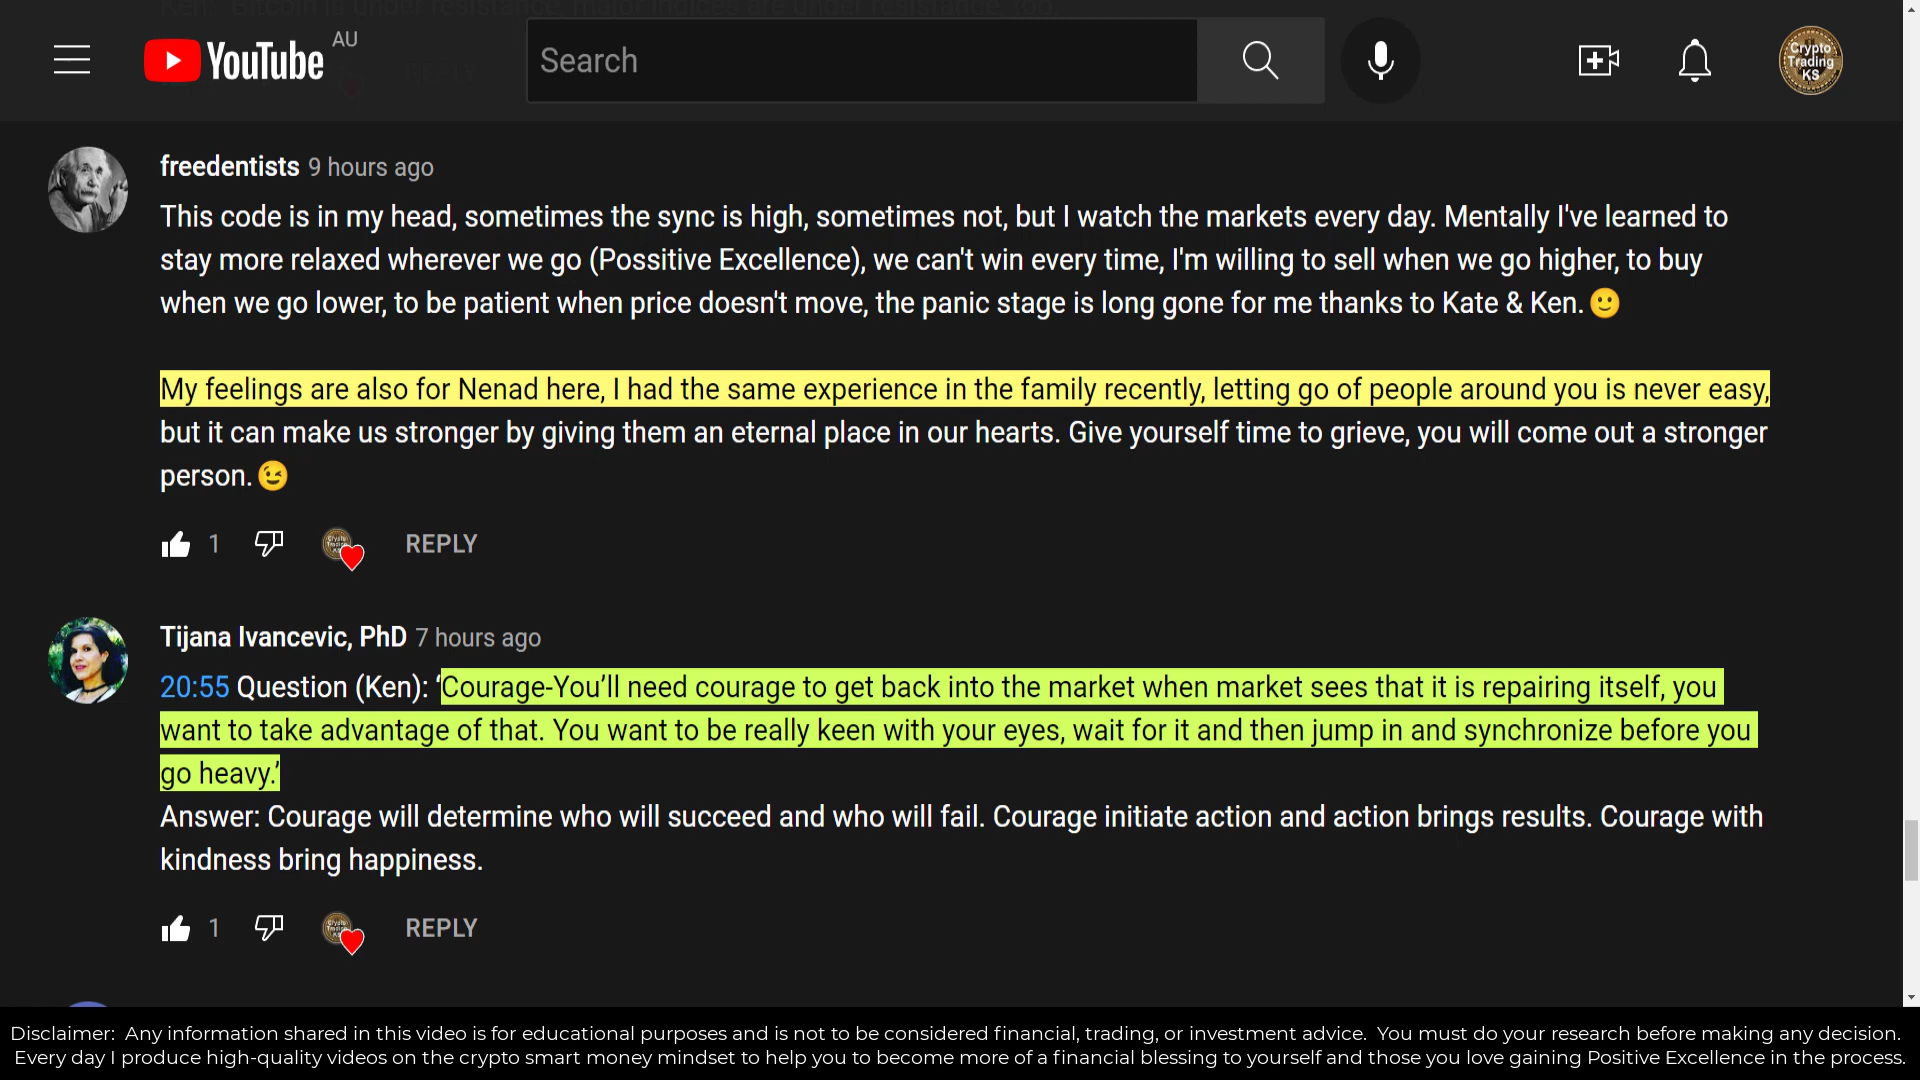 Ken: Bitcoin is under resistance, major indices are under resistance, too.
AU
YouTube
Search
Crypto
Trading
KS
freedentists 9 hours ago
This code is in my head, sometimes the sync is high, sometimes not, but I watch the markets every day. Mentally I've learned to
stay more relaxed wherever we go (Possitive Excellence), we can't win every time, I'm willing to sell when we go higher, to buy
when we go lower, to be patient when price doesn't move, the panic stage is long gone for me thanks to Kate & Ken. 🙂
My feelings are also for Nenad here, I had the same experience in the family recently, letting go of people around you is never easy,
but it can make us stronger by giving them an eternal place in our hearts. Give yourself time to grieve, you will come out a stronger
person. 😉
1 REPLY
Tijana Ivancevic, PhD 7 hours ago
20:55 Question (Ken): ‘Courage-You’ll need courage to get back into the market when market sees that it is repairing itself, you
want to take advantage of that. You want to be really keen with your eyes, wait for it and then jump in and synchronize before you
go heavy.’
Answer: Courage will determine who will succeed and who will fail. Courage initiate action and action brings results. Courage with
kindness bring happiness.
1 REPLY
Disclaimer: Any information shared in this video is for educational purposes and is not to be considered financial, trading, or investment advice. You must do your research before making any decision.
Every day I produce high-quality videos on the crypto smart money mindset to help you to become more of a financial blessing to yourself and those you love gaining Positive Excellence in the process.